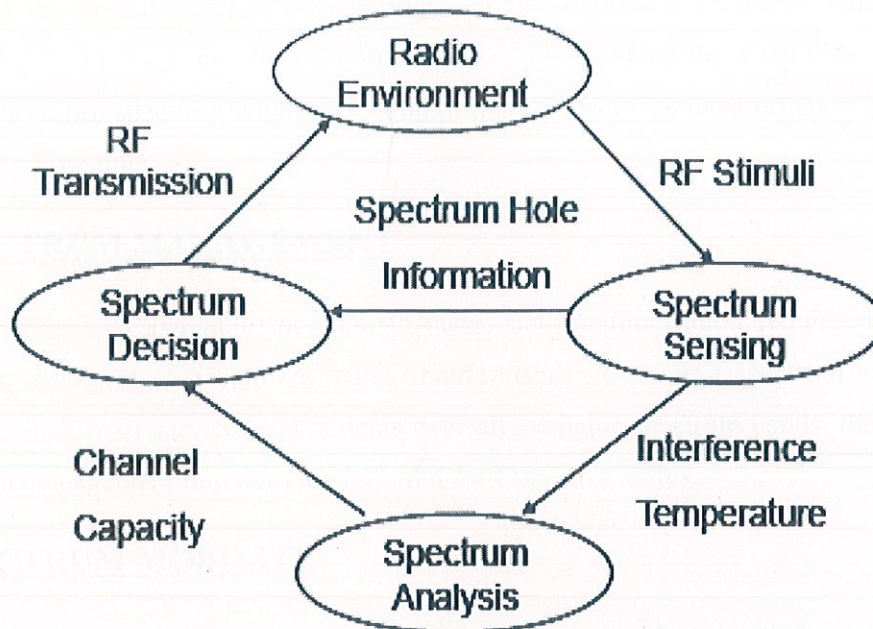 Radio
Environment
RF
Transmission
RF Stimuli
Spectrum Hole
Information
Spectrum
Decision
Spectrum
Sensing
Channel
Capacity
Interference
Temperature
Spectrum
Analysis